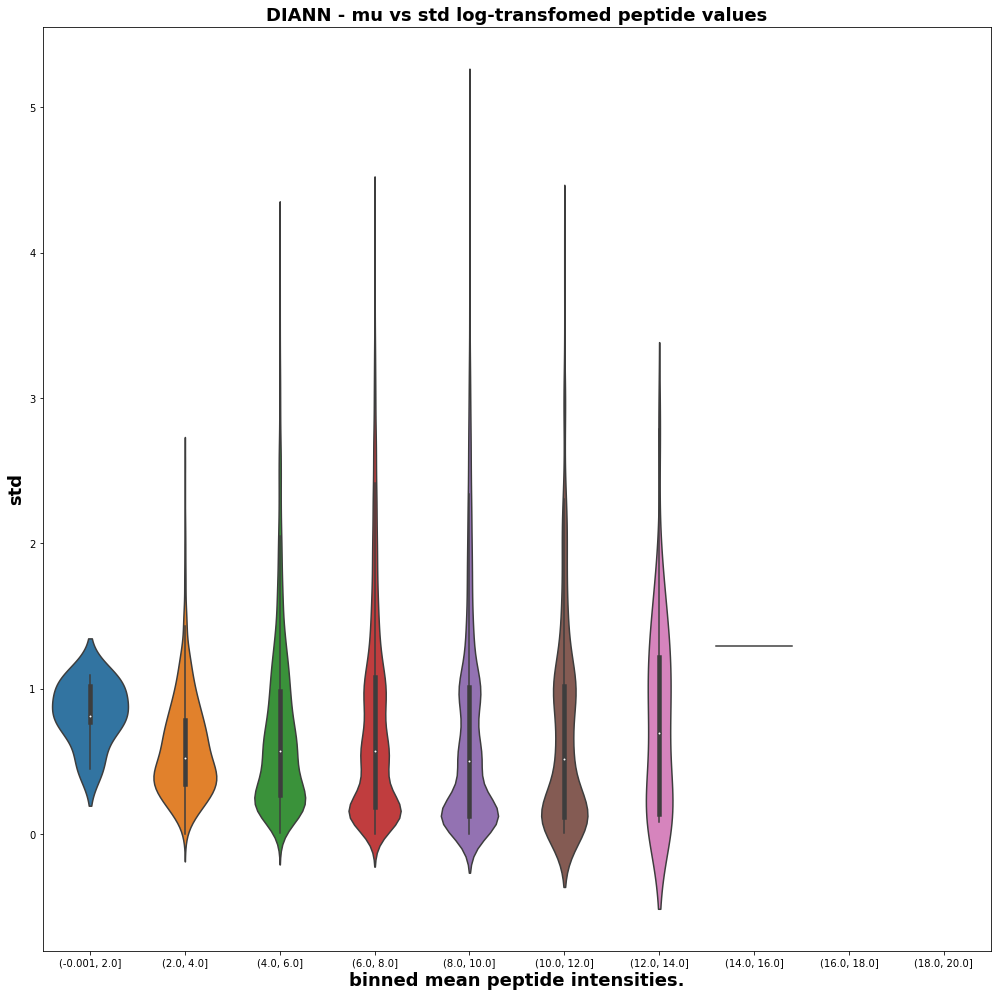 DIANN - mu vs std log-transfomed peptide values
5
4
3
2
1
0
std
(-0.001, 2.0] (2.0, 4.0] (4.0, 6.0] (6.0, 8.0] (8.0, 10.0] (10.0, 12.0] (12.0, 14.0] (14.0, 16.0] (16.0, 18.0] (18.0, 20.0]
binned mean peptide intensities.